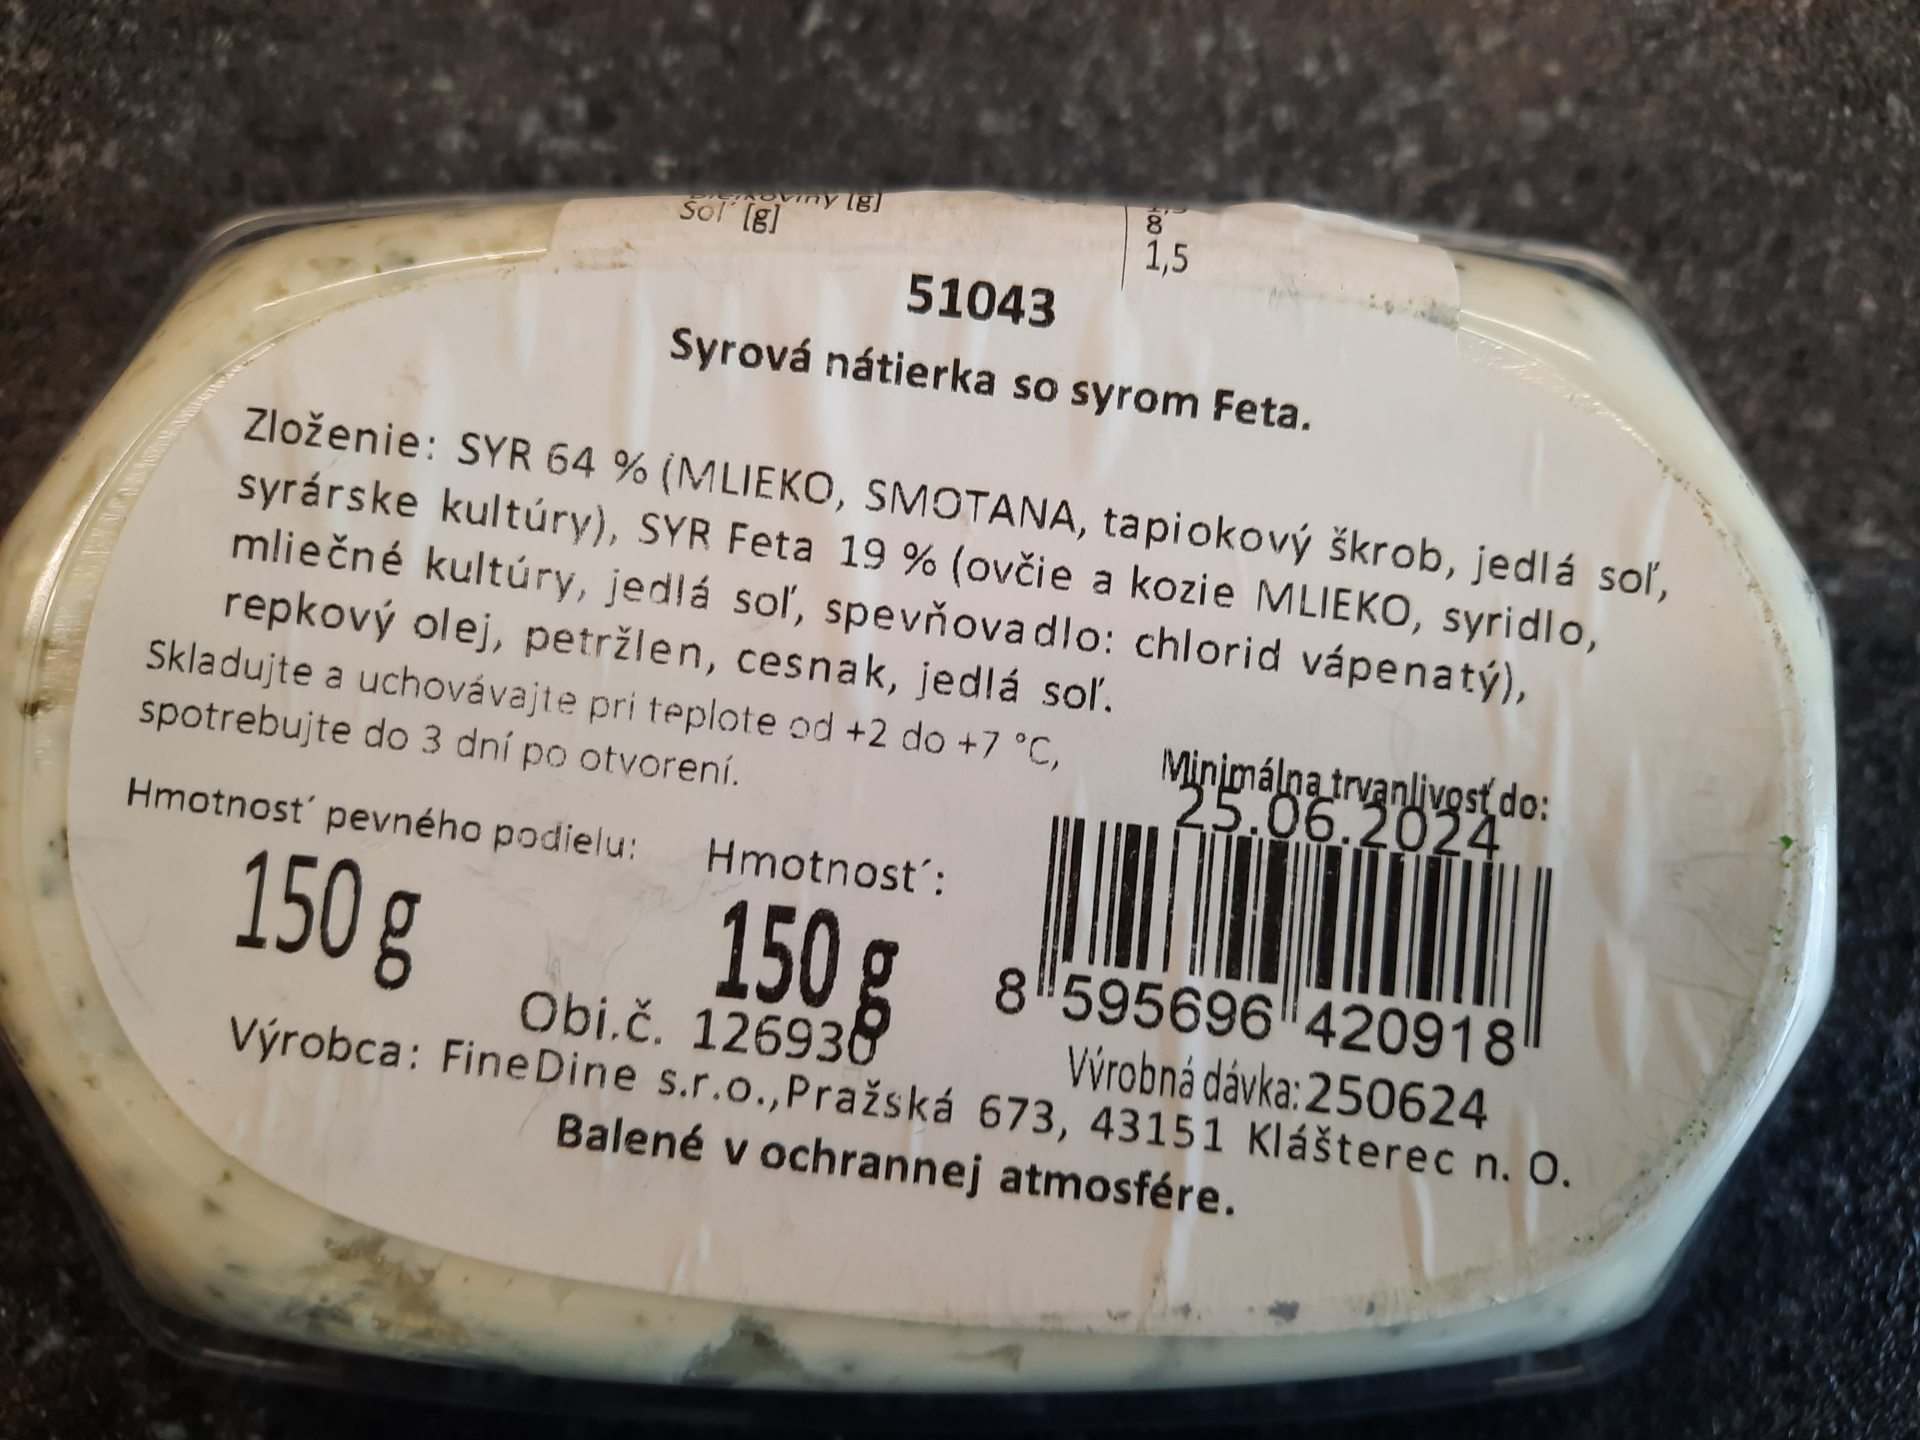 Bielkoviny [g]
Soľ [g]
8
1,5
51043
Syrová nátierka so syrom Feta.
Zloženie: SYR 64 % (MLIEKO, SMOTANA, tapiokový škrob, jedlá soľ,
syrárske kultúry), SYR Feta 19 % (ovčie a kozie MLIEKO, syridlo,
mliečné kultúry, jedlá soľ, spevňovadlo: chlorid vápenatý),
repkový olej, petržlen, cesnak, jedlá soľ.
Skladujte a uchovávajte pri teplote od +2 do +7 °C,
spotrebujte do 3 dní po otvorení.
Minimálna trvanlivosť do:
25.06.2024
Hmotnosť pevného podielu:
150 g
Hmotnosť:
150 g
8 595696 420918
Obj.č. 126930
Výrobná dávka: 250624
Výrobca: FineDine s.r.o.,Pražská 673, 43151 Klášterec n. O.
Balené v ochrannej atmosfére.